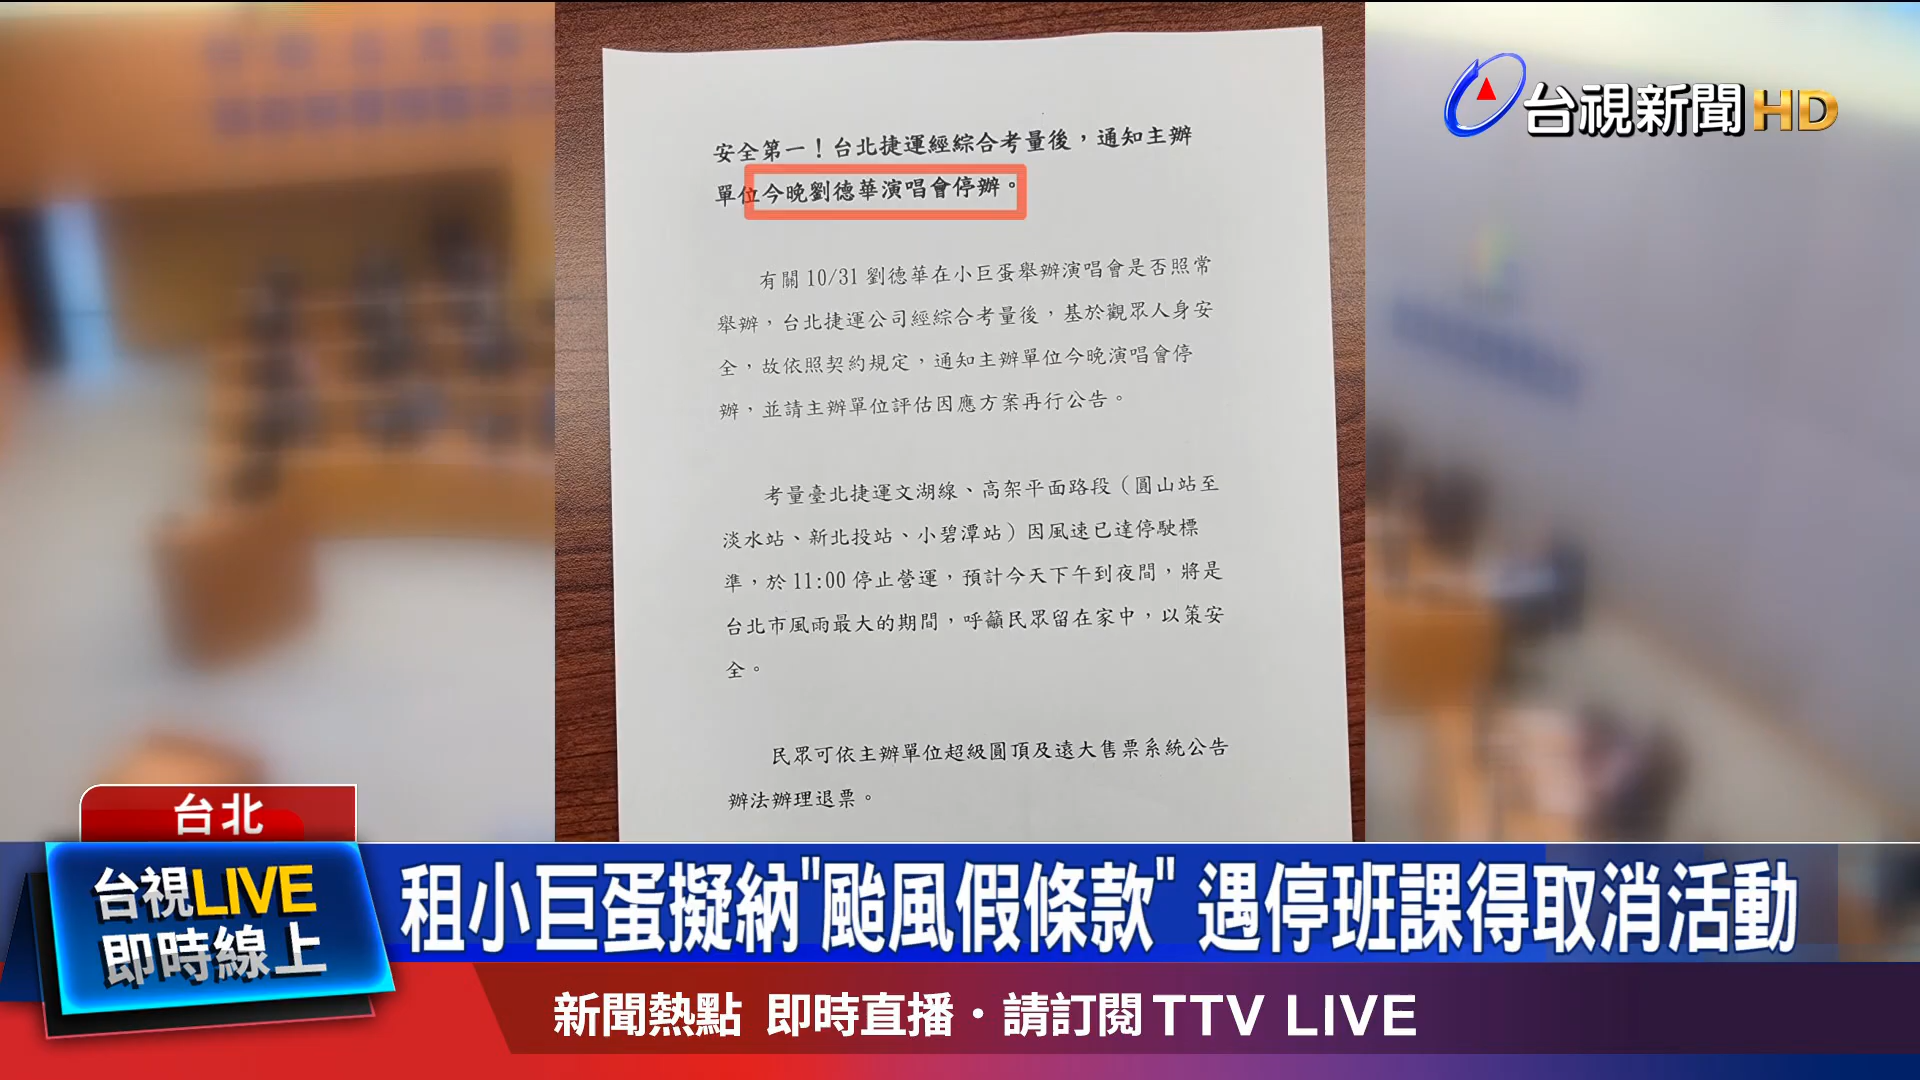 台視新聞HD
安全第一！台北捷運經綜合考量後，通知主辦
單位今晚劉德華演唱會停辦。
有關 10/31 劉德華在小巨蛋舉辦演唱會是否照常
舉辦，台北捷運公司經綜合考量後，基於觀眾人身安
全，故依照契約規定，通知主辦單位今晚演唱會停
辦，並請主辦單位評估因應方案再行公告。
考量臺北捷運文湖線、高架平面路段（圓山站至
淡水站、新北投站、小碧潭站）因風速已達停駛標
準，於 11:00 停止營運，預計今天下午到夜間，將是
台北市風雨最大的期間，呼籲民眾留在家中，以策安
全。
民眾可依主辦單位超級圓頂及遠大售票系統公告
辦法辦理退票。
台北
台視LIVE
即時線上
租小巨蛋擬納"颱風假條款" 遇停班課得取消活動
新聞熱點 即時直播・請訂閱TTV LIVE